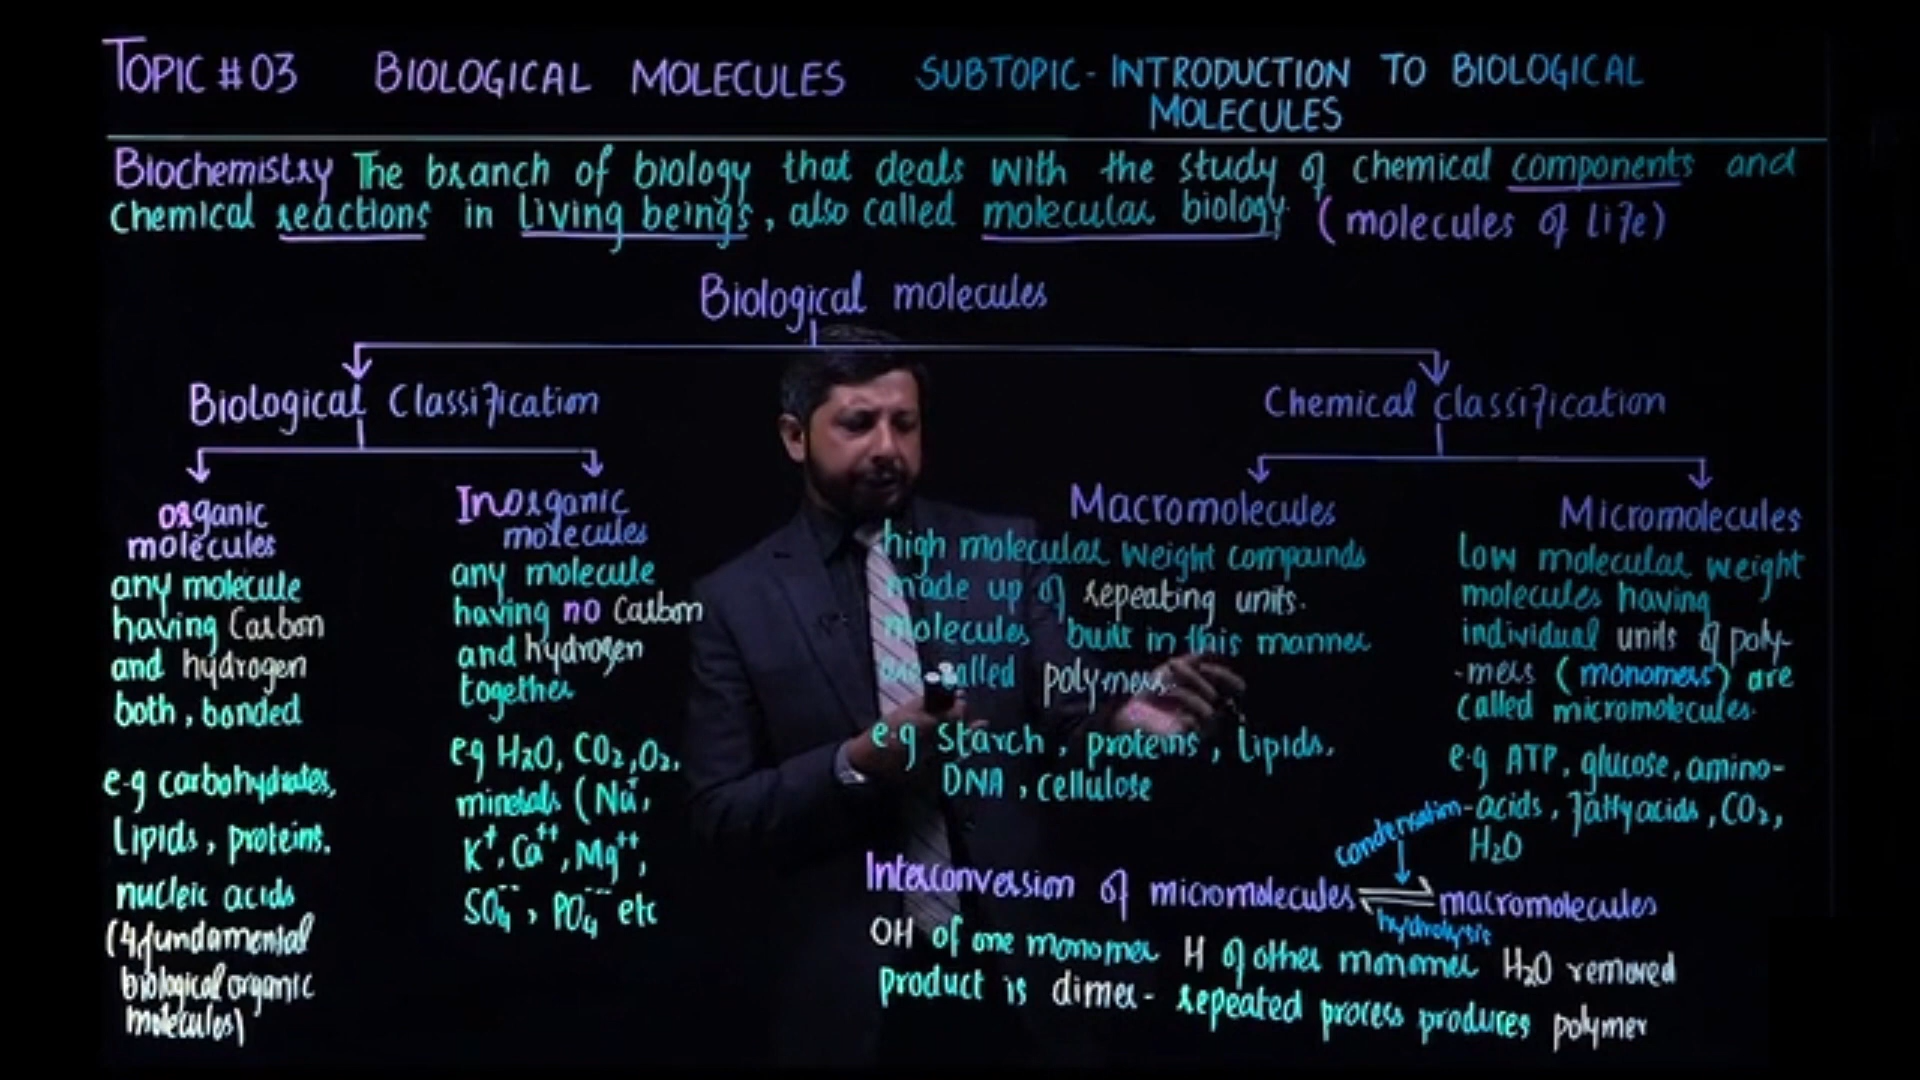 TOPIC # 03 BIOLOGICAL MOLECULES SUBTOPIC- INTRODUCTION TO BIOLOGICAL
MOLECULES
Biochemistry The branch of biology that deals with the study of chemical components and
chemical reactions in living beings, also called molecular biology. (molecules of life)
Biological molecules
Biological Classification
Chemical classification
organic
molecules
any molecule
having Carbon
and hydrogen
both, bonded
e.g carbohydrates,
Lipids, proteins.
nucleic acids
(4 fundamental
biological organic
molecules)
Inorganic
molecules
any molecule
having no Carbon
and hydrogen
together
eg H2O, CO2, O2,
minerals (Na+,
K+, Ca++, Mg++,
SO4--, PO4--- etc
Macromolecules
high molecular weight compounds
made up of repeating units.
molecules built in this manner
are called polymers.
e.g Starch, proteins, Lipids,
DNA, cellulose
Micromolecules
Low molecular weight
molecules having
individual units of poly-
-mers (monomers) are
called micromolecules.
e.g ATP, glucose, amino-
-acids, fatty acids, CO2,
H2O
condensation
Interconversion of micromolecules ⇌ macromolecules
hydrolysis
OH of one monomer H of other monomer H2O removed
product is dimer - repeated process produces polymer